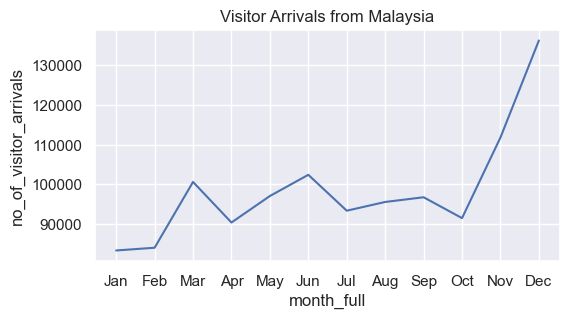 Visitor Arrivals from Malaysia
no_of_visitor_arrivals
130000
120000
110000
100000
90000
Jan Feb Mar Apr May Jun Jul Aug Sep Oct Nov Dec
month_full